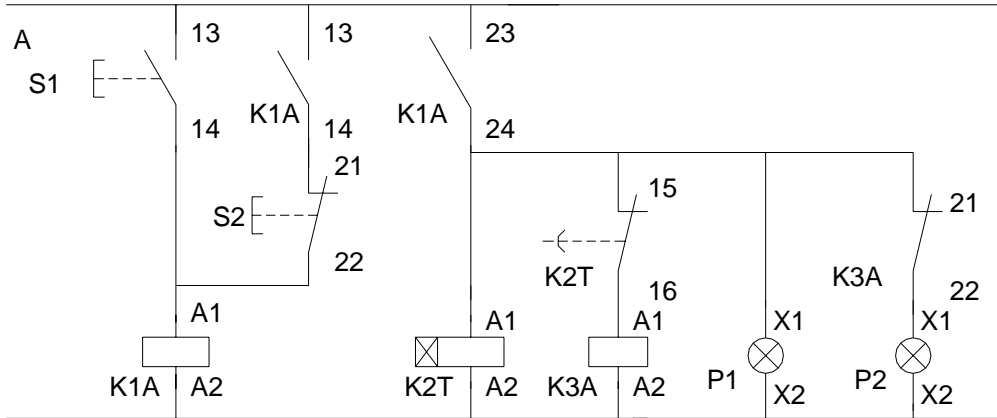 13 13 23
A
S1
K1A K1A
14 14 24
21
15 21
S2
22
K2T K3A
16 22
A1 A1 A1 X1 X1
K1A A2 K2T A2 K3A A2 P1 P2
X2 X2